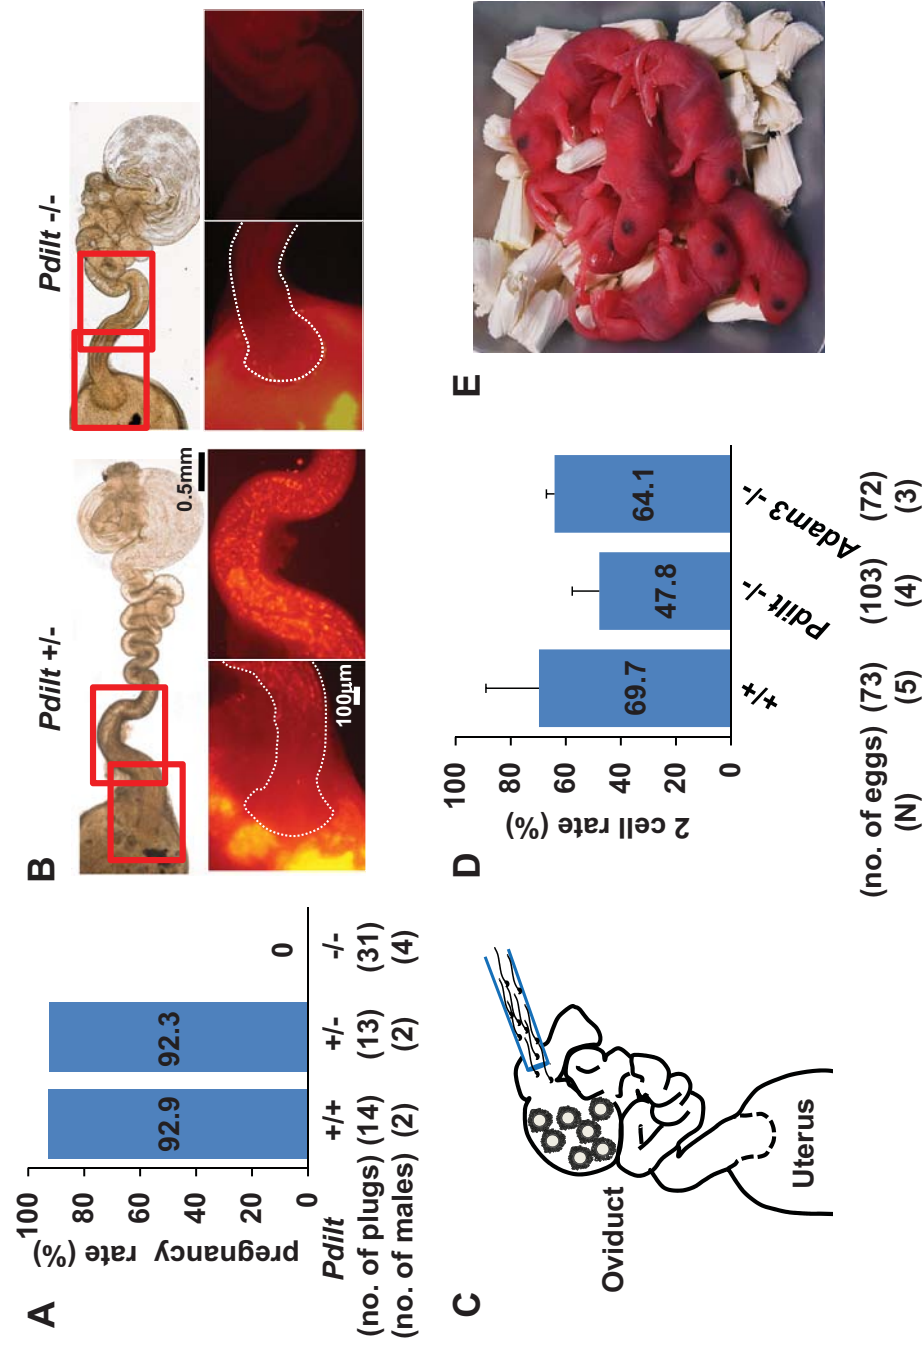 A
100
80
60
40
20
0
pregnancy rate (%)
92.9
92.3
0
Pdilt +/+ +/- -/-
(no. of plugs) (14) (13) (31)
(no. of males) (2) (2) (4)
B
Pdilt +/-
Pdilt -/-
0.5mm
100μm
C
Oviduct
Uterus
D
100
80
60
40
20
0
2 cell rate (%)
69.7
47.8
64.1
+/+
Pdilt -/-
Adam3 -/-
(no. of eggs) (73) (103) (72)
(N) (5) (4) (3)
E